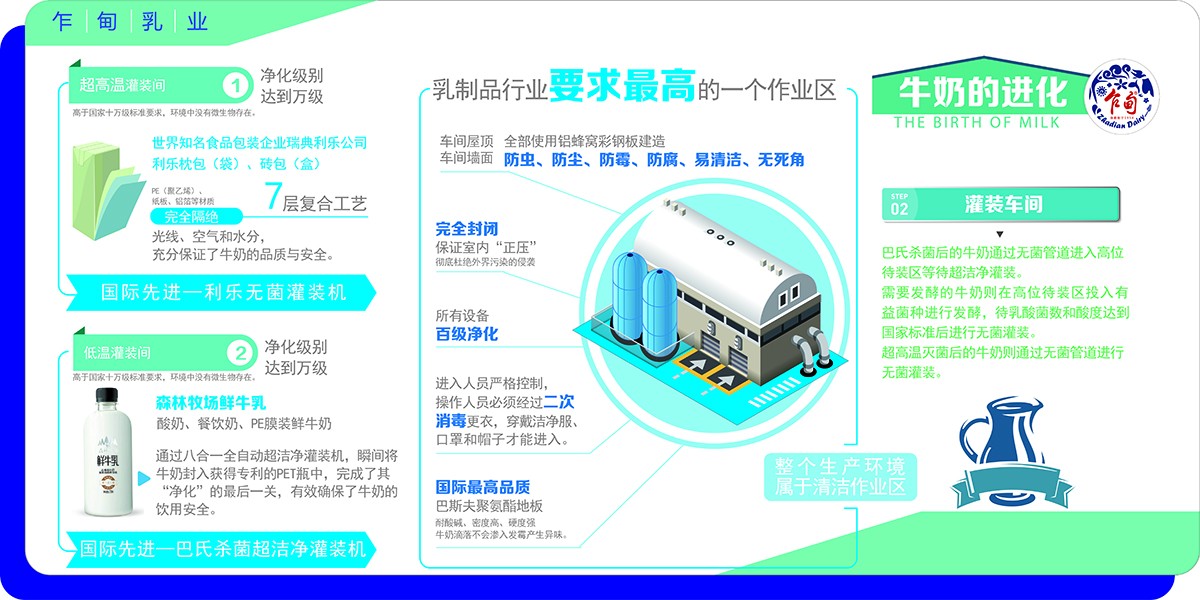 乍甸乳业
超高温灌装间
1
净化级别
达到万级
高于国家十万级标准要求，环境中没有微生物存在。
世界知名食品包装企业瑞典利乐公司
利乐枕包（袋）、砖包（盒）
PE（聚乙烯）、
纸板、铝箔等材质
7层复合工艺
完全隔绝
光线、空气和水分，
充分保证了牛奶的品质与安全。
国际先进—利乐无菌灌装机
低温灌装间
2
净化级别
达到万级
高于国家十万级标准要求，环境中没有微生物存在。
森林牧场鲜牛乳
酸奶、餐饮奶、PE膜装鲜牛奶
鲜牛乳
通过八合一全自动超洁净灌装机，瞬间将
牛奶封入获得专利的PET瓶中，完成了其
“净化”的最后一关，有效确保了牛奶的
饮用安全。
国际先进—巴氏杀菌超洁净灌装机
乳制品行业要求最高的一个作业区
车间屋顶 全部使用铝蜂窝彩钢板建造
车间墙面 防虫、防尘、防霉、防腐、易清洁、无死角
完全封闭
保证室内“正压”
彻底杜绝外界污染的侵袭
所有设备
百级净化
进入人员严格控制，
操作人员必须经过二次
消毒更衣，穿戴洁净服、
口罩和帽子才能进入。
国际最高品质
巴斯夫聚氨酯地板
耐酸碱、密度高、硬度强
牛奶滴落不会渗入发霉产生异味。
整个生产环境
属于清洁作业区
牛奶的进化
THE BIRTH OF MILK
乍甸
Zhadian Dairy
STEP
02
灌装车间
巴氏杀菌后的牛奶通过无菌管道进入高位
待装区等待超洁净灌装。
需要发酵的牛奶则在高位待装区投入有
益菌种进行发酵，待乳酸菌数和酸度达到
国家标准后进行无菌灌装。
超高温灭菌后的牛奶则通过无菌管道进行
无菌灌装。